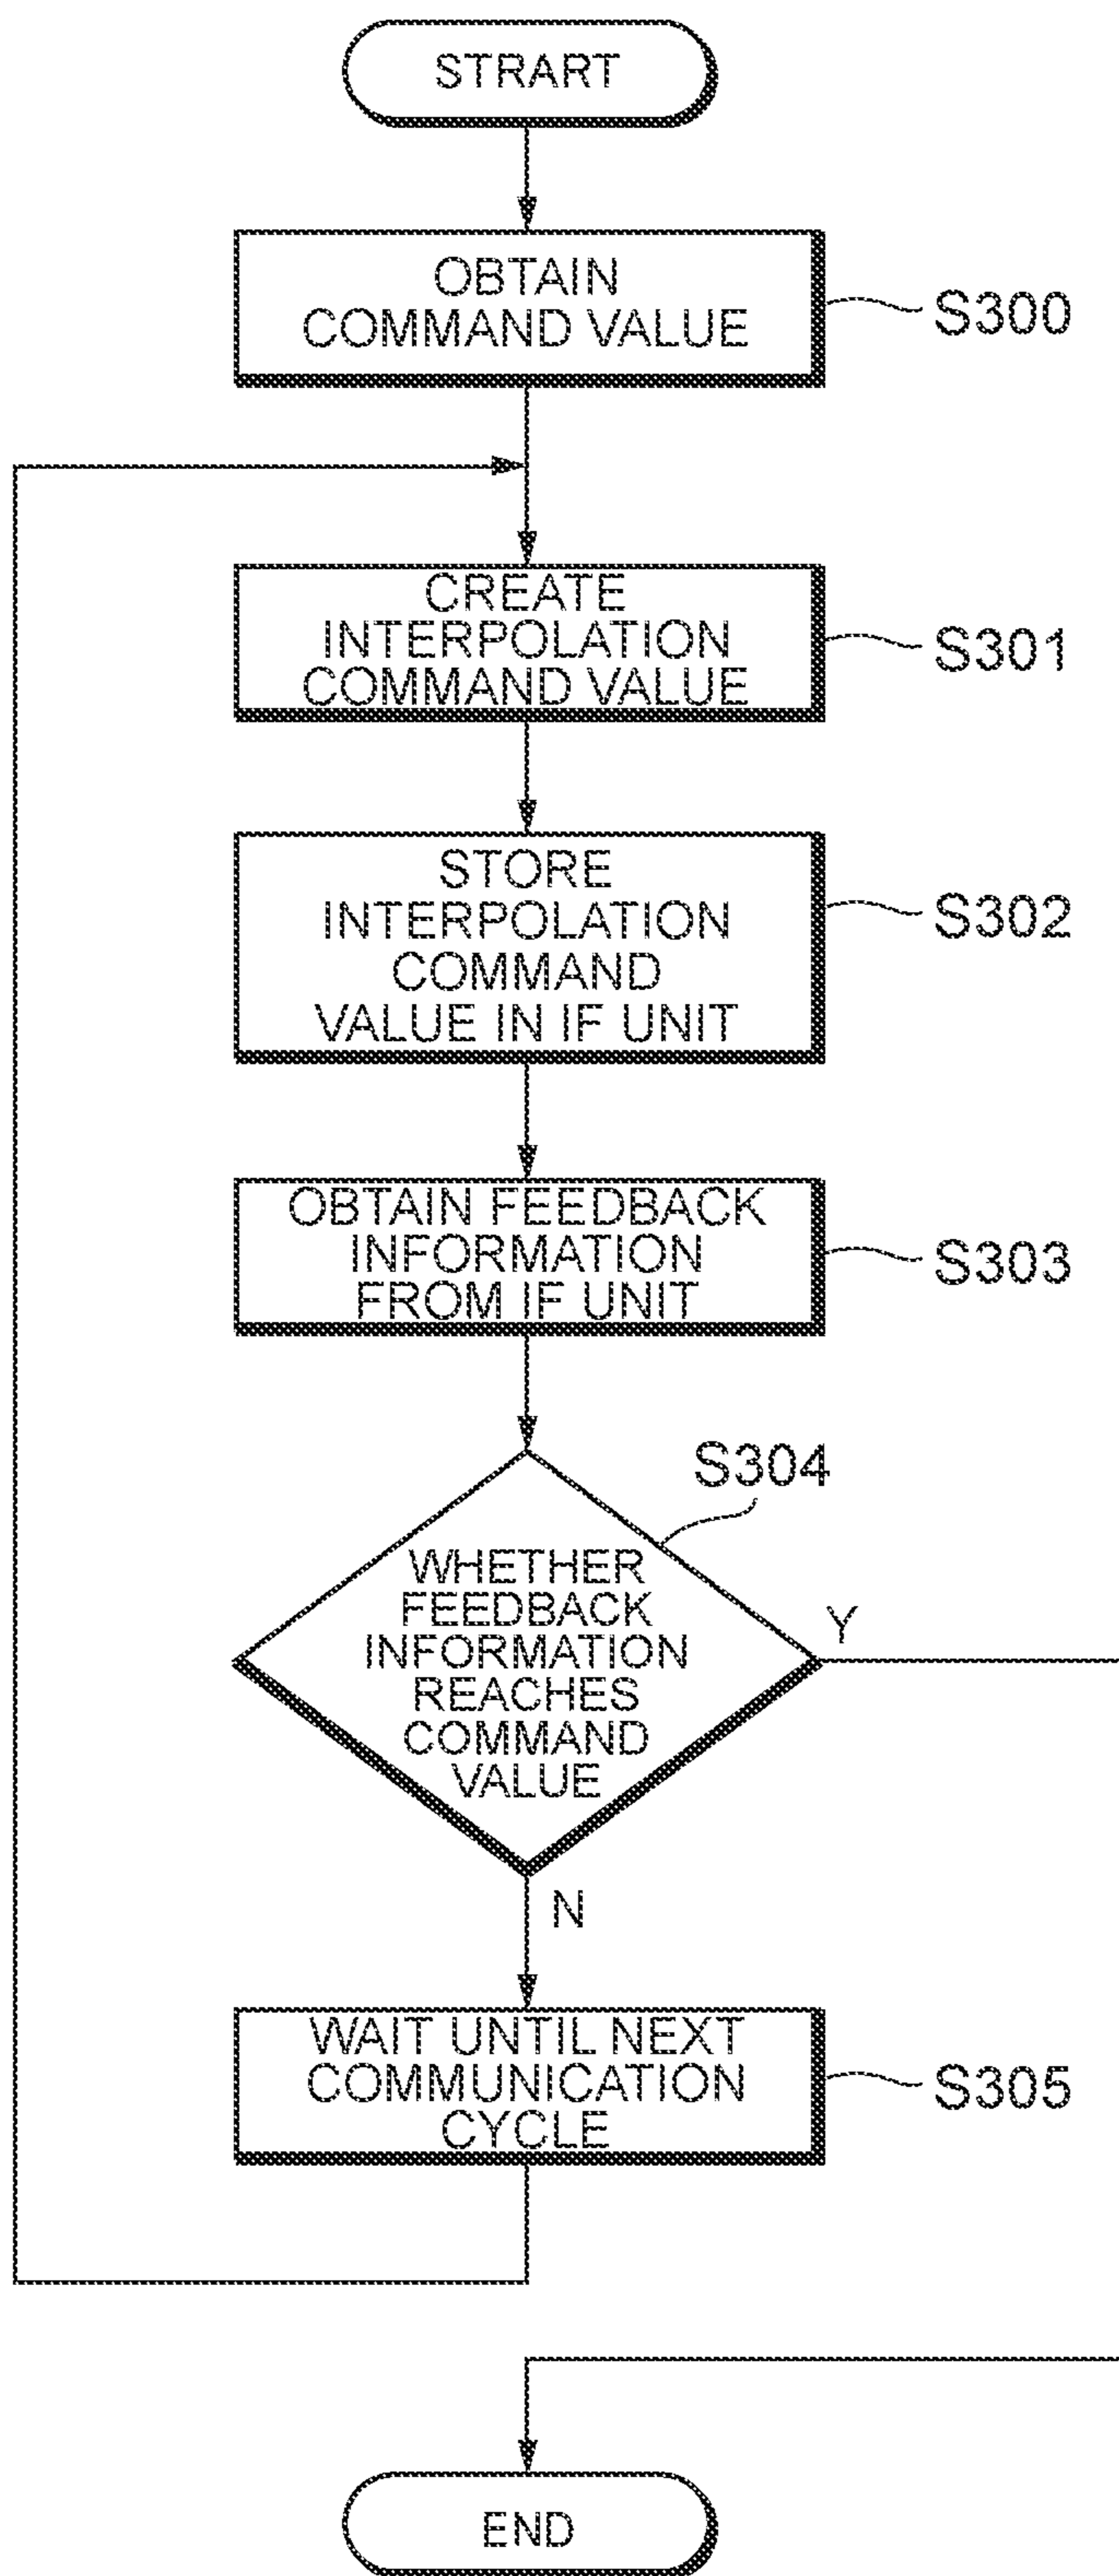 STRART
OBTAIN
COMMAND VALUE
S300
CREATE
INTERPOLATION
COMMAND VALUE
S301
STORE
INTERPOLATION
COMMAND
VALUE IN IF UNIT
S302
OBTAIN FEEDBACK
INFORMATION
FROM IF UNIT
S303
S304
WHETHER
FEEDBACK
INFORMATION
REACHES
COMMAND
VALUE
Y
N
WAIT UNTIL NEXT
COMMUNICATION
CYCLE
S305
END